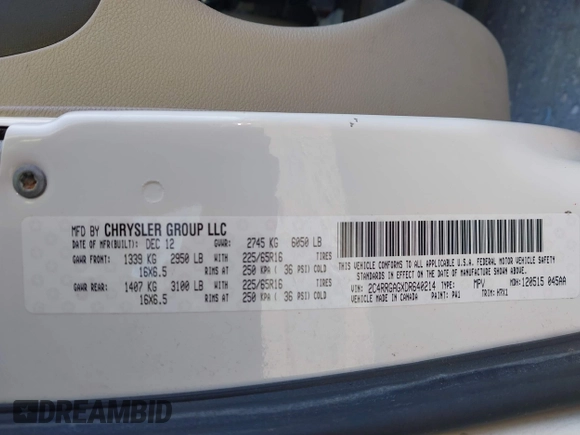 MFD BY CHRYSLER GROUP LLC
DATE OF MFR(BUILT): DEC 12 GVWR: 2745 KG 6050 LB
GAWR FRONT: 1339 KG 2950 LB WITH 225/65R16 TIRES
16X6.5 RIMS AT 250 KPA ( 36 PSI) COLD
GAWR REAR: 1407 KG 3100 LB WITH 225/65R16 TIRES
16X6.5 RIMS AT 250 KPA ( 36 PSI) COLD
THIS VEHICLE CONFORMS TO ALL APPLICABLE U.S.A. FEDERAL MOTOR VEHICLE SAFETY
STANDARDS IN EFFECT ON THE DATE OF MANUFACTURE SHOWN ABOVE.
VIN: 2C4RRGAGXDR640214 TYPE: MPV MDH: 120515 045AA
VEHICLE MADE IN CANADA PAINT: PW1 TRIM: H7X1
DREAMBID